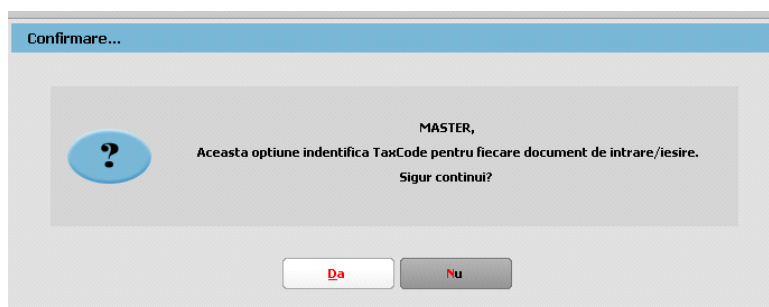 Confirmare...
?
MASTER,
Aceasta optiune indentifica TaxCode pentru fiecare document de intrare/iesire.
Sigur continui?
Da
Nu